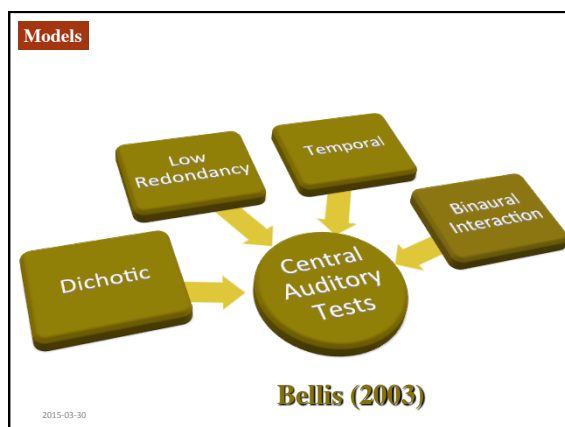 Models
Low
Redondancy
Temporal
Binaural
Interaction
Dichotic
Central
Auditory
Tests
Bellis (2003)
2015-03-30